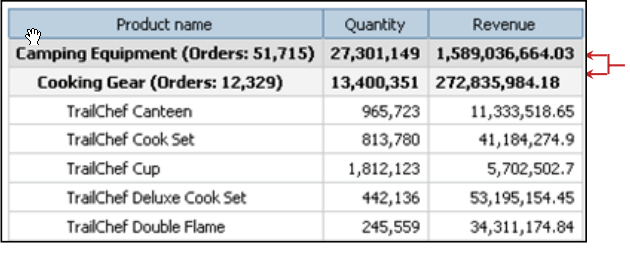 Product name Quantity Revenue
Camping Equipment (Orders: 51,715) 27,301,149 1,589,036,664.03
Cooking Gear (Orders: 12,329) 13,400,351 272,835,984.18
TrailChef Canteen 965,723 11,333,518.65
TrailChef Cook Set 813,780 41,184,274.9
TrailChef Cup 1,812,123 5,702,502.7
TrailChef Deluxe Cook Set 442,136 53,195,154.45
TrailChef Double Flame 245,559 34,311,174.84